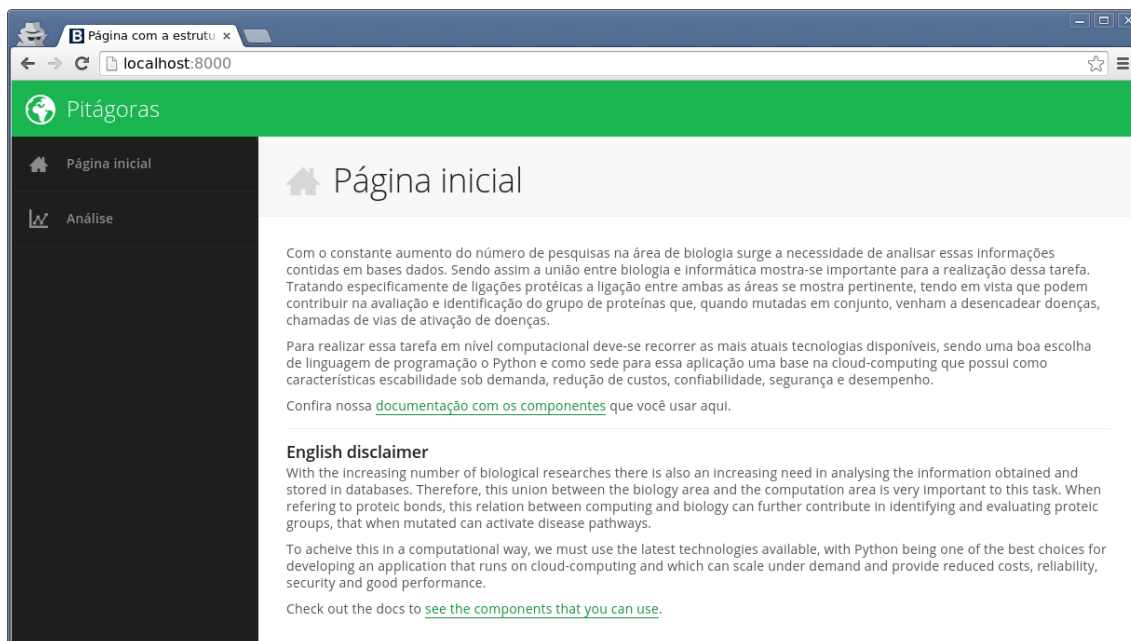 Página com a estrutu
localhost:8000
Pitágoras
Página inicial
Análise
Página inicial
Com o constante aumento do número de pesquisas na área de biologia surge a necessidade de analisar essas informações
contidas em bases dados. Sendo assim a união entre biologia e informática mostra-se importante para a realização dessa tarefa.
Tratando especificamente de ligações protéicas a ligação entre ambas as áreas se mostra pertinente, tendo em vista que podem
contribuir na avaliação e identificação do grupo de proteínas que, quando mutadas em conjunto, venham a desencadear doenças,
chamadas de vias de ativação de doenças.
Para realizar essa tarefa em nível computacional deve-se recorrer as mais atuais tecnologias disponíveis, sendo uma boa escolha
de linguagem de programação o Python e como sede para essa aplicação uma base na cloud-computing que possui como
características escabilidade sob demanda, redução de custos, confiabilidade, segurança e desempenho.
Confira nossa documentação com os componentes que você usar aqui.
English disclaimer
With the increasing number of biological researches there is also an increasing need in analysing the information obtained and
stored in databases. Therefore, this union between the biology area and the computation area is very important to this task. When
refering to proteic bonds, this relation between computing and biology can further contribute in identifying and evaluating proteic
groups, that when mutated can activate disease pathways.
To acheive this in a computational way, we must use the latest technologies available, with Python being one of the best choices for
developing an application that runs on cloud-computing and which can scale under demand and provide reduced costs, reliability,
security and good performance.
Check out the docs to see the components that you can use.